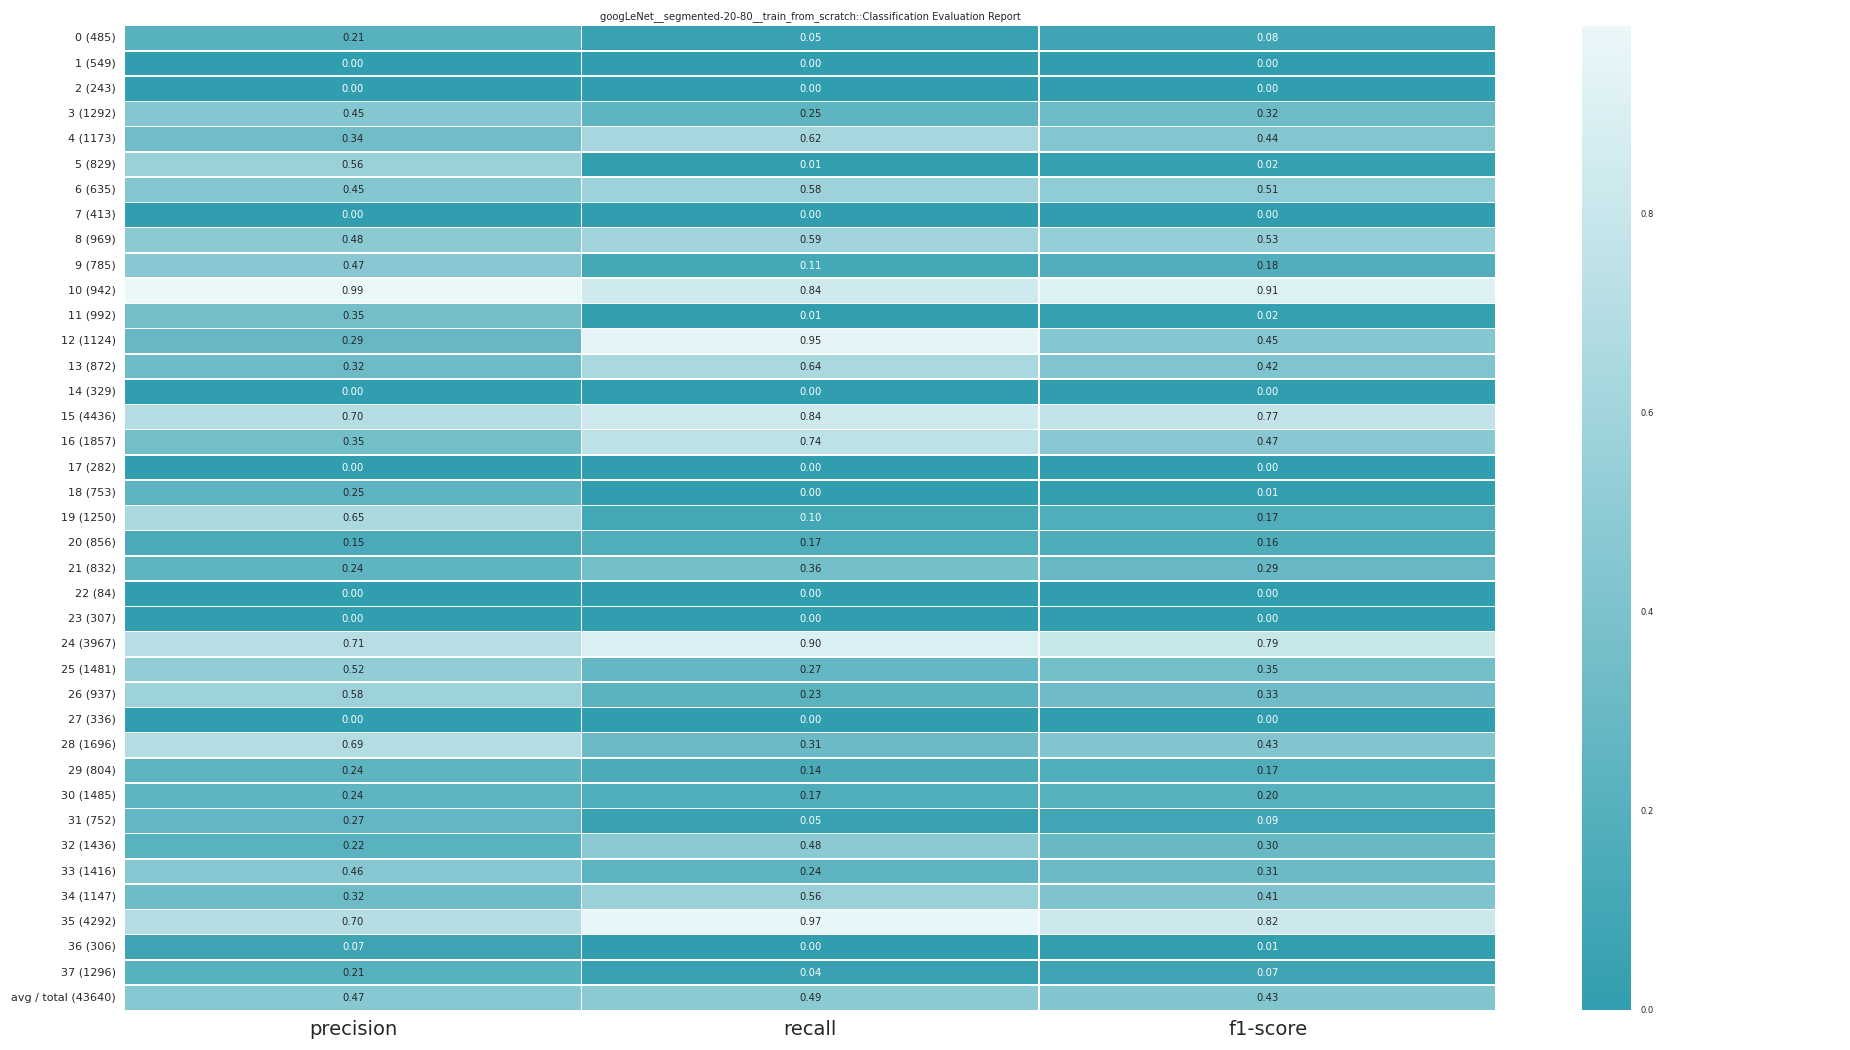 googLeNet__segmented-20-80__train_from_scratch::Classification Evaluation Report
0 (485) 0.21 0.05 0.08
1 (549) 0.00 0.00 0.00
2 (243) 0.00 0.00 0.00
3 (1292) 0.45 0.25 0.32
4 (1173) 0.34 0.62 0.44
5 (829) 0.56 0.01 0.02
6 (635) 0.45 0.58 0.51
7 (413) 0.00 0.00 0.00
8 (969) 0.48 0.59 0.53
9 (785) 0.47 0.11 0.18
10 (942) 0.99 0.84 0.91
11 (992) 0.35 0.01 0.02
12 (1124) 0.29 0.95 0.45
13 (872) 0.32 0.64 0.42
14 (329) 0.00 0.00 0.00
15 (4436) 0.70 0.84 0.77
16 (1857) 0.35 0.74 0.47
17 (282) 0.00 0.00 0.00
18 (753) 0.25 0.00 0.01
19 (1250) 0.65 0.10 0.17
20 (856) 0.15 0.17 0.16
21 (832) 0.24 0.36 0.29
22 (84) 0.00 0.00 0.00
23 (307) 0.00 0.00 0.00
24 (3967) 0.71 0.90 0.79
25 (1481) 0.52 0.27 0.35
26 (937) 0.58 0.23 0.33
27 (336) 0.00 0.00 0.00
28 (1696) 0.69 0.31 0.43
29 (804) 0.24 0.14 0.17
30 (1485) 0.24 0.17 0.20
31 (752) 0.27 0.05 0.09
32 (1436) 0.22 0.48 0.30
33 (1416) 0.46 0.24 0.31
34 (1147) 0.32 0.56 0.41
35 (4292) 0.70 0.97 0.82
36 (306) 0.07 0.00 0.01
37 (1296) 0.21 0.04 0.07
avg / total (43640) 0.47 0.49 0.43
precision recall f1-score
0.8
0.6
0.4
0.2
0.0